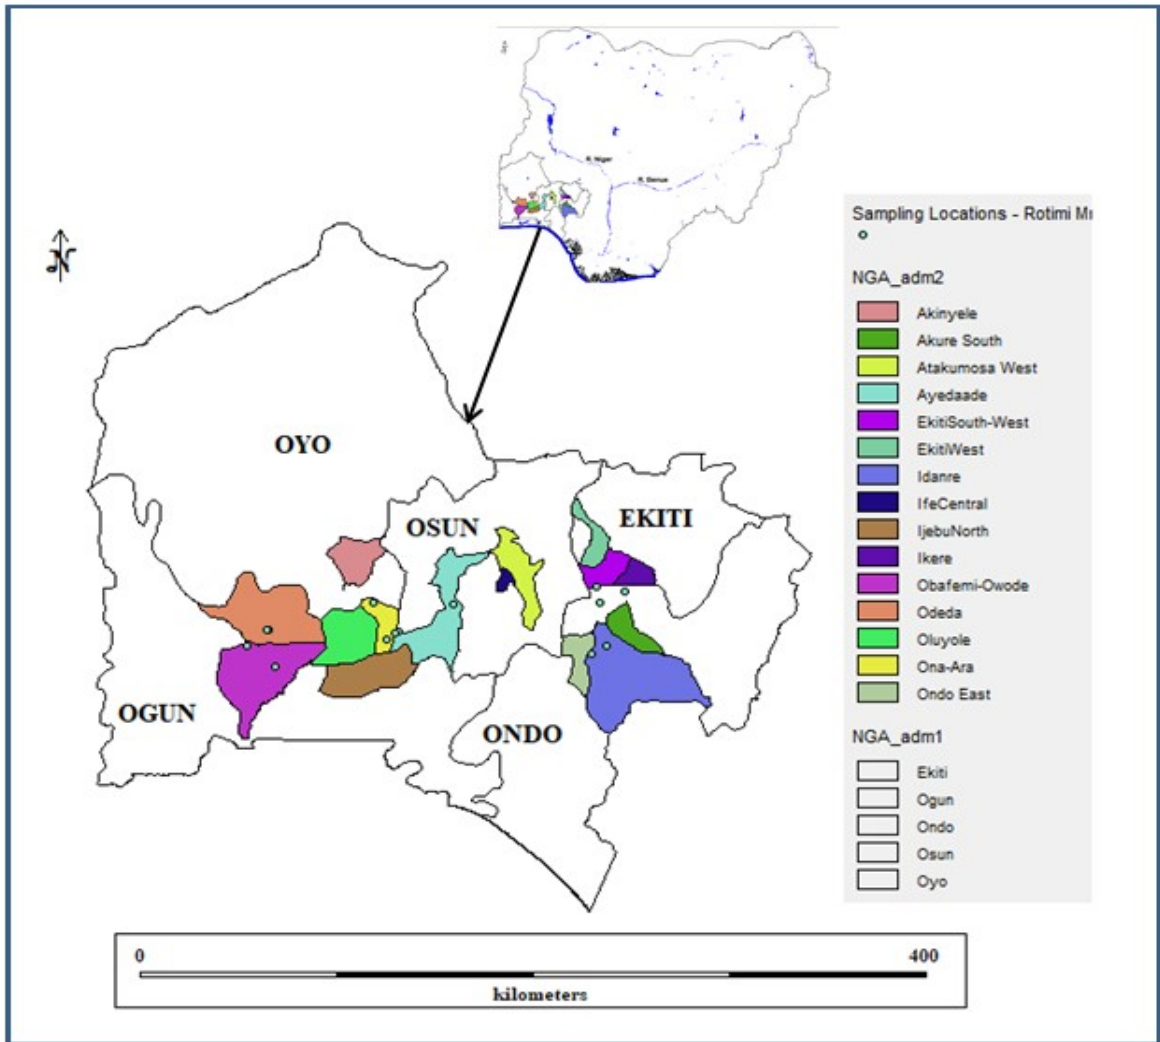 R. Niger
R. Benue
N
OYO
OSUN
EKITI
OGUN
ONDO
Sampling Locations - Rotimi
NGA_adm2
Akinyele
Akure South
Atakumosa West
Ayedaade
EkitiSouth-West
EkitiWest
Idanre
IfeCentral
IjebuNorth
Ikere
Obafemi-Owode
Odeda
Oluyole
Ona-Ara
Ondo East
NGA_adm1
Ekiti
Ogun
Ondo
Osun
Oyo
0 400
kilometers